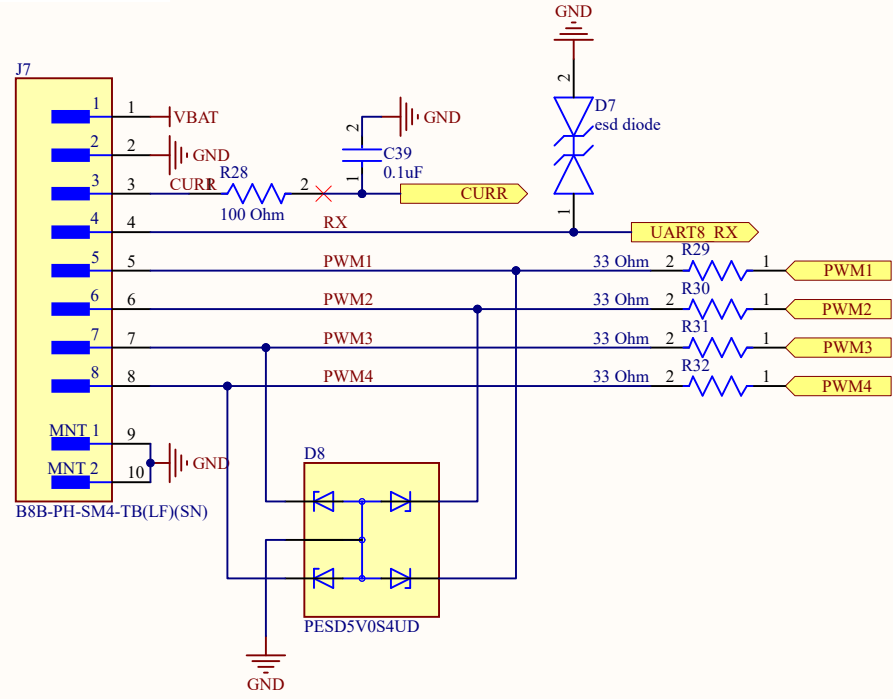 GND
J7
2
1 1 VBAT
D7
esd diode
2 GND
2 2 GND
C39
0.1uF
1
3 3 CURR 1 R28 2 CURR
100 Ohm
1
4 4 RX UART8_RX
5 5 PWM1 33 Ohm 2 R29 1 PWM1
6 6 PWM2 33 Ohm 2 R30 1 PWM2
7 7 PWM3 33 Ohm 2 R31 1 PWM3
8 8 PWM4 33 Ohm 2 R32 1 PWM4
MNT 1 9
GND
MNT 2 10
D8
B8B-PH-SM4-TB(LF)(SN)
PESD5V0S4UD
GND